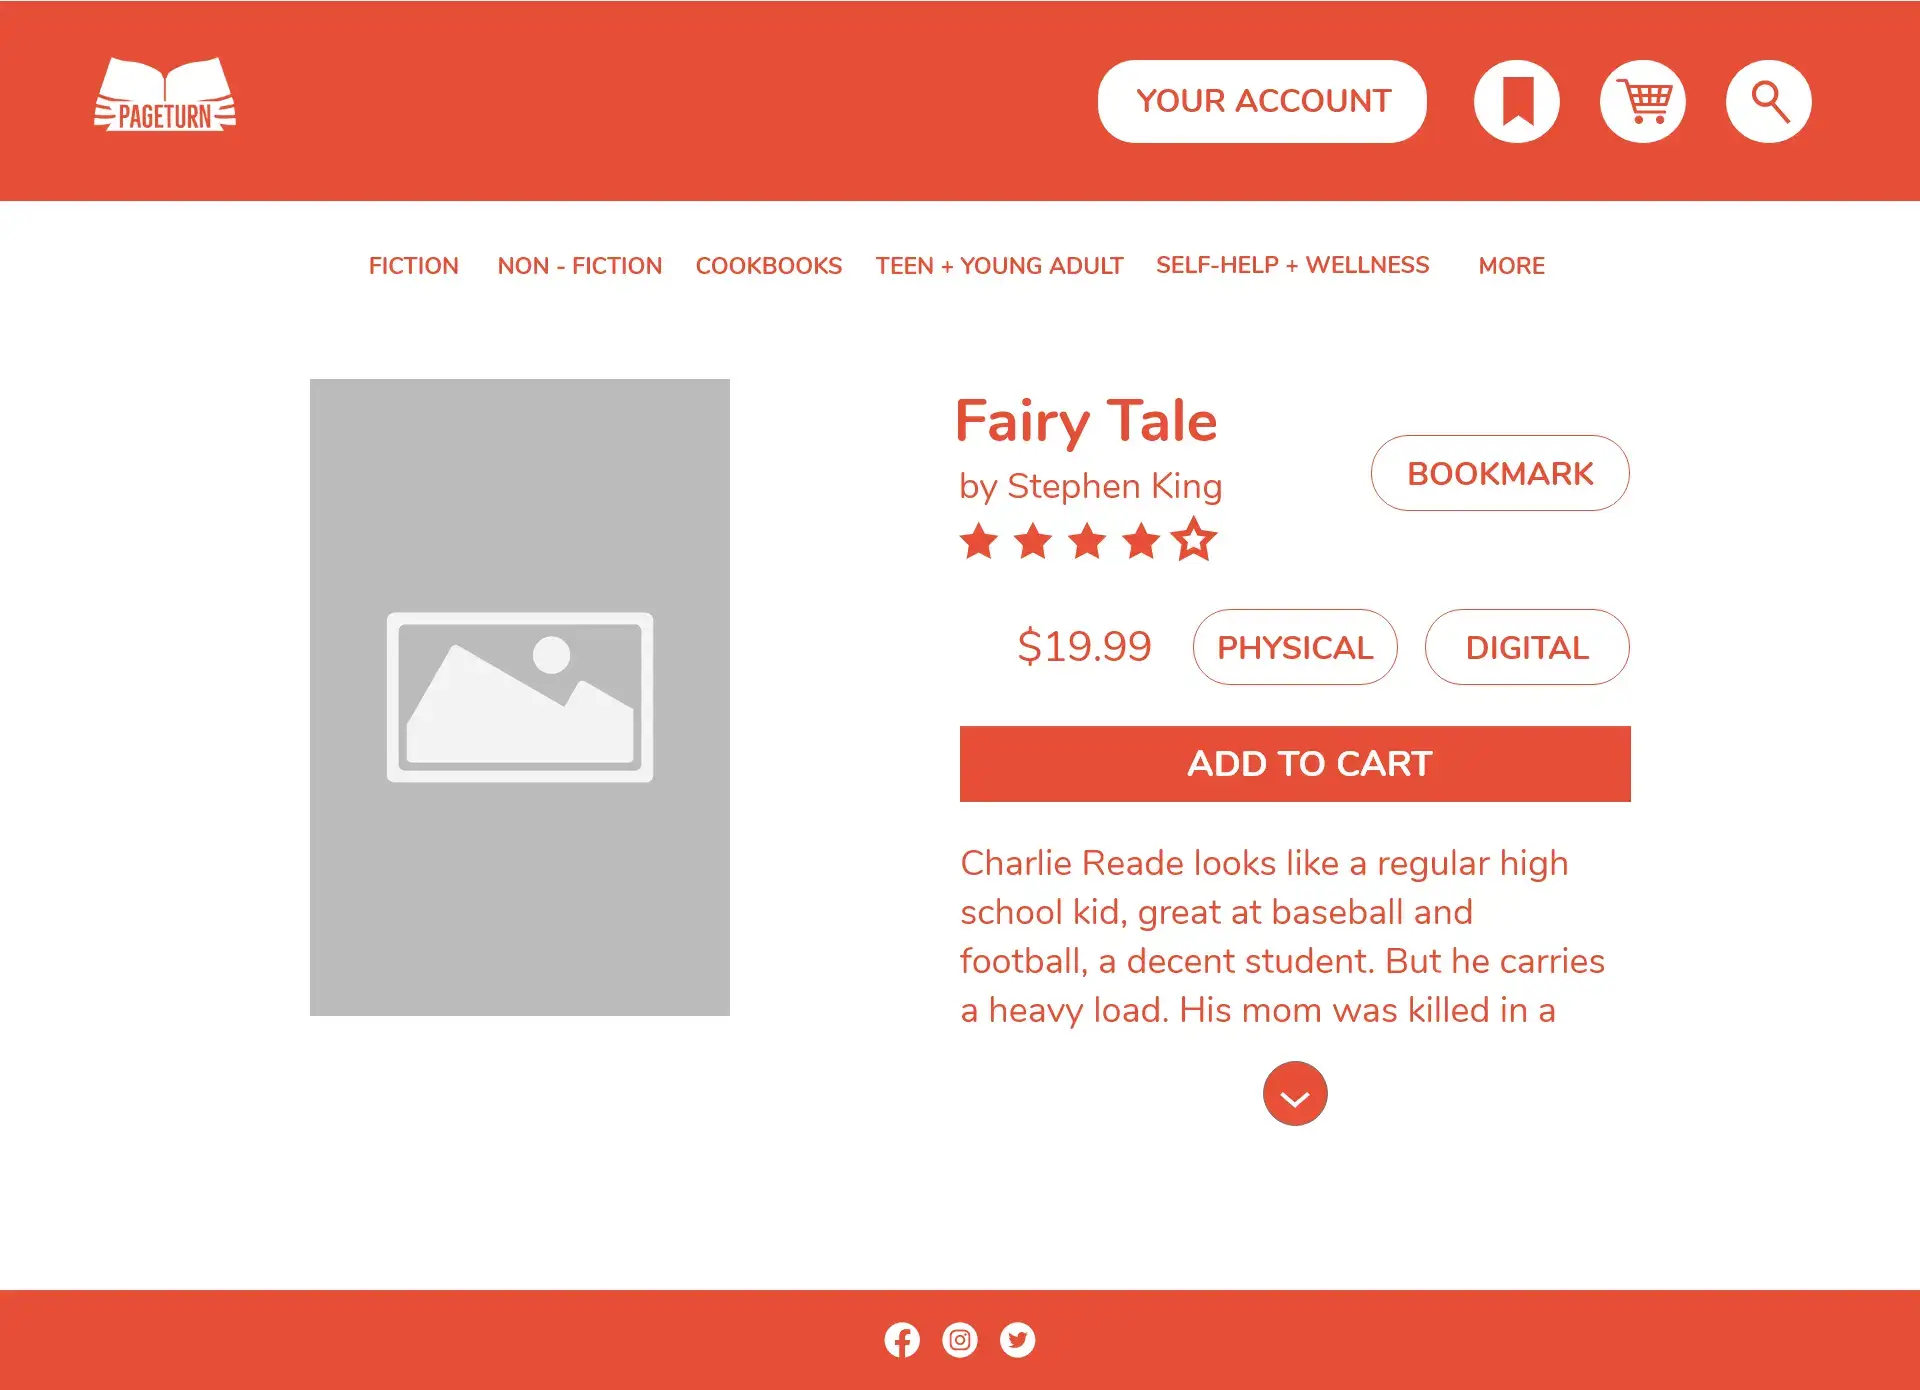 PAGETURN
YOUR ACCOUNT
FICTION
NON - FICTION
COOKBOOKS
TEEN + YOUNG ADULT
SELF-HELP + WELLNESS
MORE
Fairy Tale
by Stephen King
BOOKMARK
$19.99
PHYSICAL
DIGITAL
ADD TO CART
Charlie Reade looks like a regular high
school kid, great at baseball and
football, a decent student. But he carries
a heavy load. His mom was killed in a